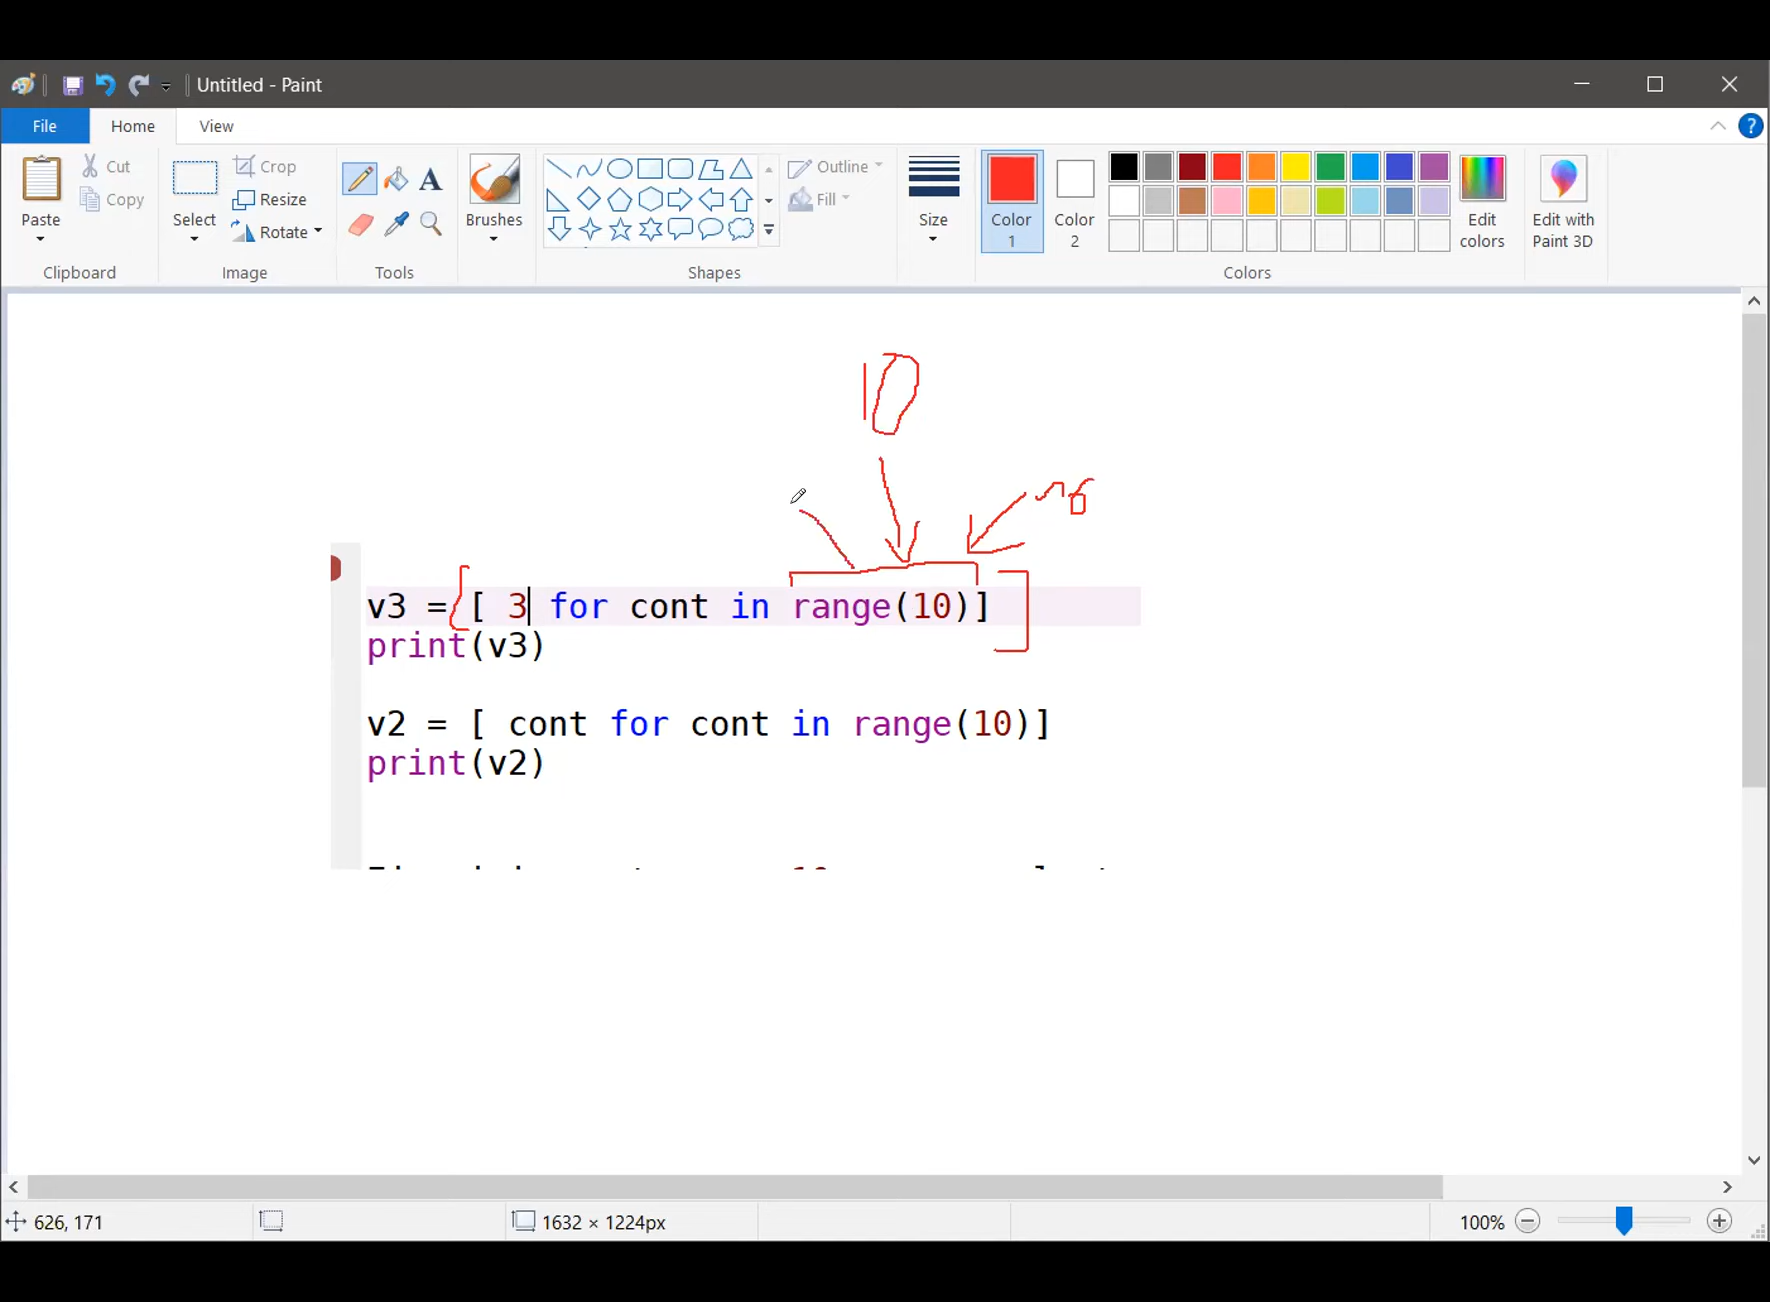 Untitled - Paint
File Home View
Paste
Cut
Copy
Clipboard
Select
Crop
Resize
Rotate
Image
Tools
Brushes
Shapes
Outline
Fill
Size
Color 1
Color 2
Colors
Edit colors
Edit with Paint 3D
10
v3 = [ 3 for cont in range(10)]
print(v3)
v2 = [ cont for cont in range(10)]
print(v2)
626, 171
1632 × 1224px
100%